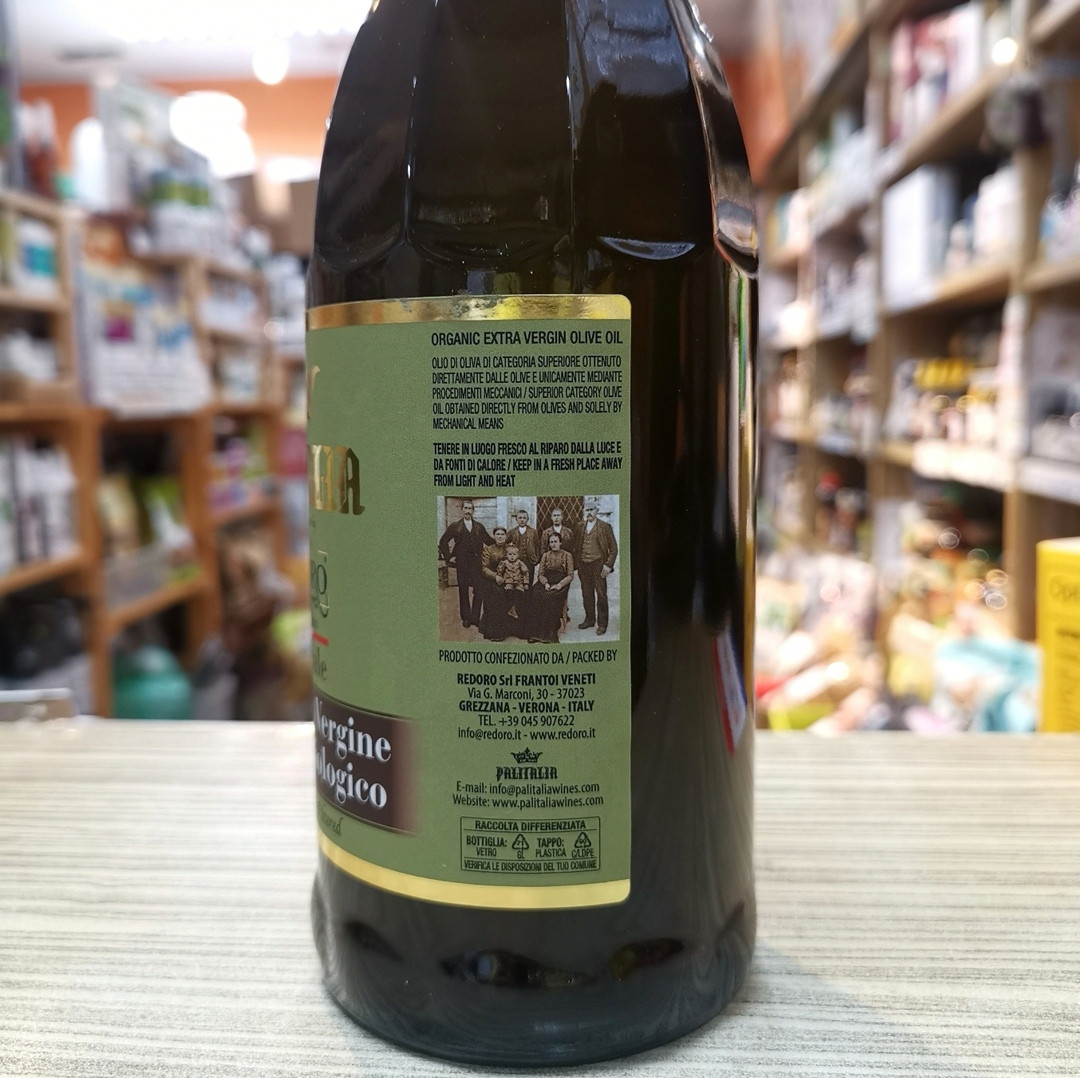 ORGANIC EXTRA VERGIN OLIVE OIL
OLIO DI OLIVA DI CATEGORIA SUPERIORE OTTENUTO
DIRETTAMENTE DALLE OLIVE E UNICAMENTE MEDIANTE
PROCEDIMENTI MECCANICI / SUPERIOR CATEGORY OLIVE
OIL OBTAINED DIRECTLY FROM OLIVES AND SOLELY BY
MECHANICAL MEANS
TENERE IN LUOGO FRESCO AL RIPARO DALLA LUCE E
DA FONTI DI CALORE / KEEP IN A FRESH PLACE AWAY
FROM LIGHT AND HEAT
PRODOTTO CONFEZIONATO DA / PACKED BY
REDORO Srl FRANTOI VENETI
Via G. Marconi, 30 - 37023
GREZZANA - VERONA - ITALY
TEL. +39 045 907622
info@redoro.it - www.redoro.it
PALITALIA
E-mail: info@palitaliawines.com
Website: www.palitaliawines.com
RACCOLTA DIFFERENZIATA
BOTTIGLIA: TAPPO:
VETRO GL PLASTICA C/LDPE
VERIFICA LE DISPOSIZIONI DEL TUO COMUNE
Vergine
ologico